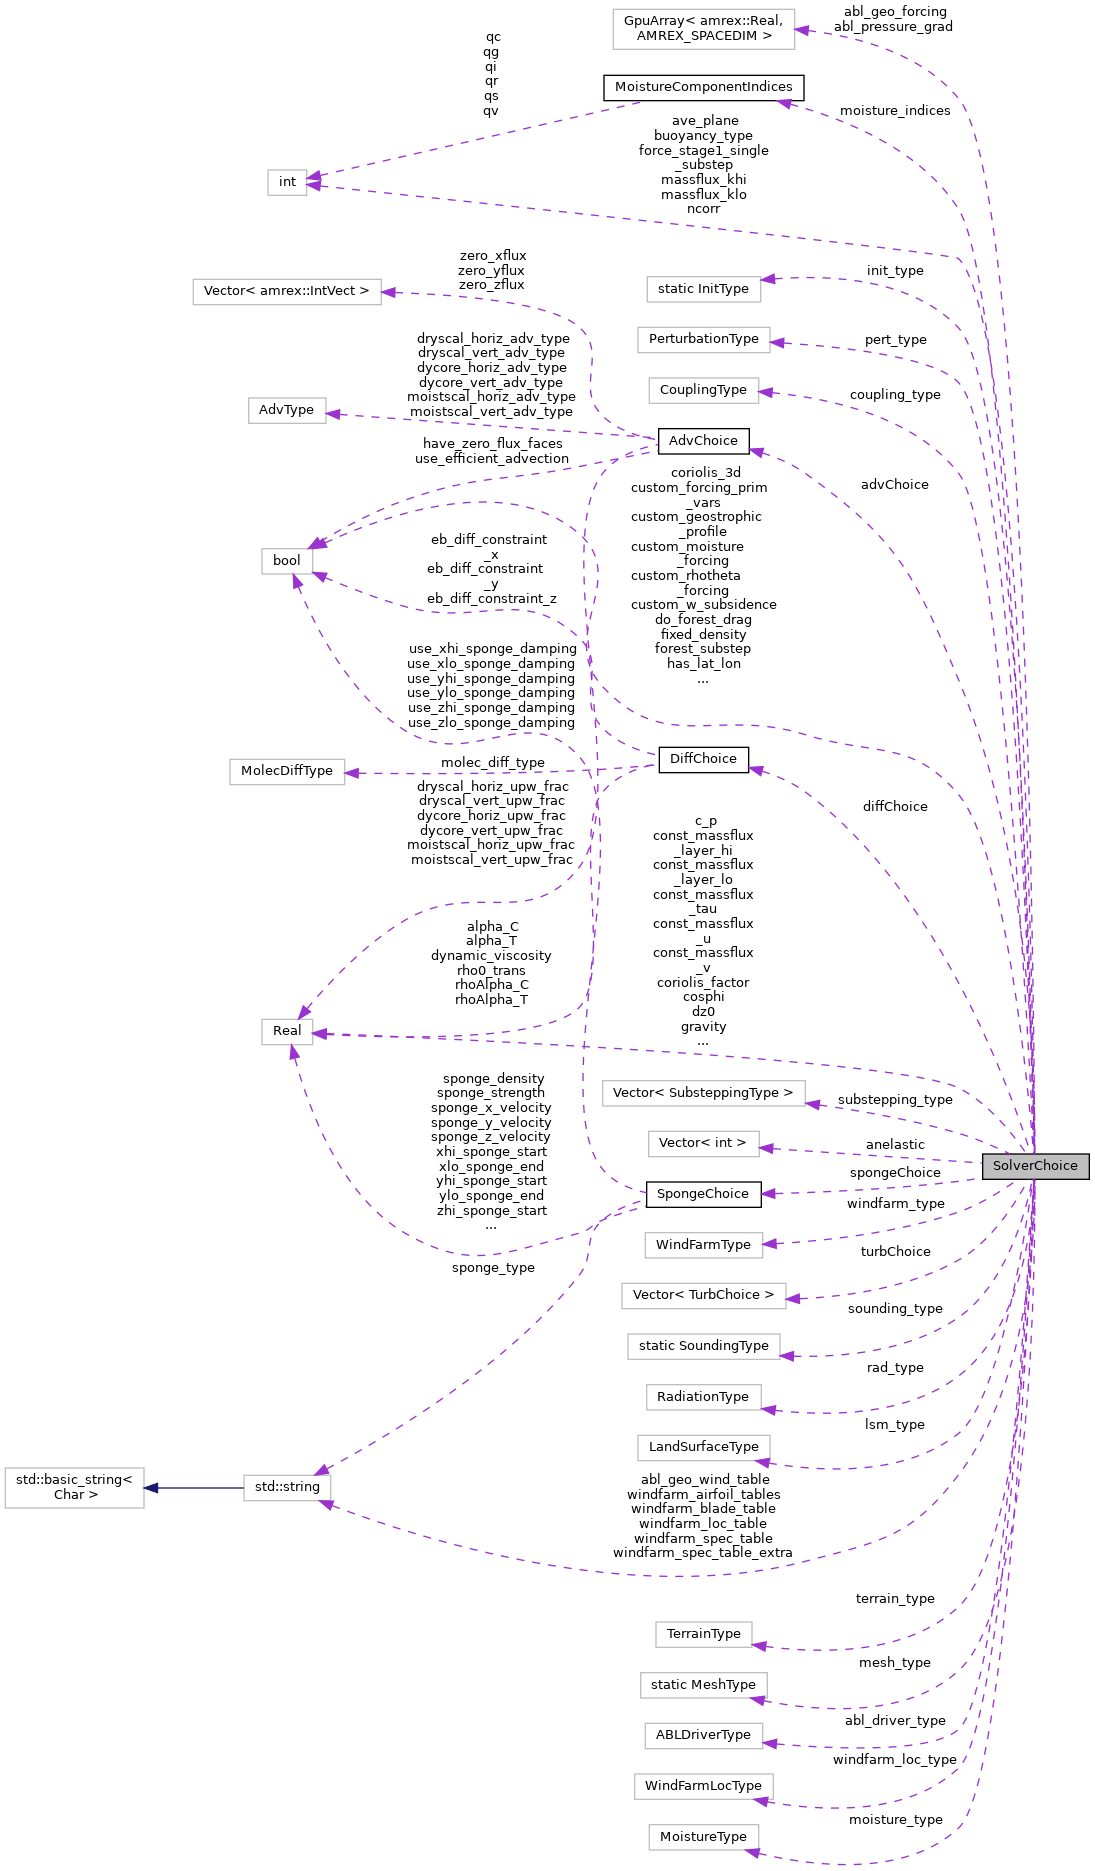 abl_geo_forcing
abl_pressure_grad
GpuArray< amrex::Real,
AMREX_SPACEDIM >
qc
qg
qi
qr
qs
qv
MoistureComponentIndices
moisture_indices
ave_plane
buoyancy_type
force_stage1_single
_substep
massflux_khi
massflux_klo
ncorr
int
zero_xflux
zero_yflux
zero_zflux
init_type
Vector< amrex::IntVect >
static InitType
dryscal_horiz_adv_type
dryscal_vert_adv_type
dycore_horiz_adv_type
dycore_vert_adv_type
moistscal_horiz_adv_type
moistscal_vert_adv_type
PerturbationType
pert_type
CouplingType
coupling_type
AdvType
have_zero_flux_faces
use_efficient_advection
AdvChoice
advChoice
coriolis_3d
custom_forcing_prim
_vars
custom_geostrophic
_profile
custom_moisture
_forcing
custom_rhotheta
_forcing
custom_w_subsidence
do_forest_drag
fixed_density
forest_substep
has_lat_lon
...
eb_diff_constraint
_x
eb_diff_constraint
_y
eb_diff_constraint_z
bool
use_xhi_sponge_damping
use_xlo_sponge_damping
use_yhi_sponge_damping
use_ylo_sponge_damping
use_zhi_sponge_damping
use_zlo_sponge_damping
MolecDiffType
molec_diff_type
DiffChoice
diffChoice
dryscal_horiz_upw_frac
dryscal_vert_upw_frac
dycore_horiz_upw_frac
dycore_vert_upw_frac
moistscal_horiz_upw_frac
moistscal_vert_upw_frac
c_p
const_massflux
_layer_hi
const_massflux
_layer_lo
const_massflux
_tau
const_massflux
_u
const_massflux
_v
coriolis_factor
cosphi
dz0
gravity
...
alpha_C
alpha_T
dynamic_viscosity
rho0_trans
rhoAlpha_C
rhoAlpha_T
Real
sponge_density
sponge_strength
sponge_x_velocity
sponge_y_velocity
sponge_z_velocity
xhi_sponge_start
xlo_sponge_end
yhi_sponge_start
ylo_sponge_end
zhi_sponge_start
...
Vector< SubsteppingType >
substepping_type
Vector< int >
anelastic
SolverChoice
SpongeChoice
spongeChoice
WindFarmType
windfarm_type
sponge_type
Vector< TurbChoice >
turbChoice
static SoundingType
sounding_type
RadiationType
rad_type
LandSurfaceType
lsm_type
std::basic_string<
Char >
std::string
abl_geo_wind_table
windfarm_airfoil_tables
windfarm_blade_table
windfarm_loc_table
windfarm_spec_table
windfarm_spec_table_extra
TerrainType
terrain_type
static MeshType
mesh_type
ABLDriverType
abl_driver_type
WindFarmLocType
windfarm_loc_type
MoistureType
moisture_type